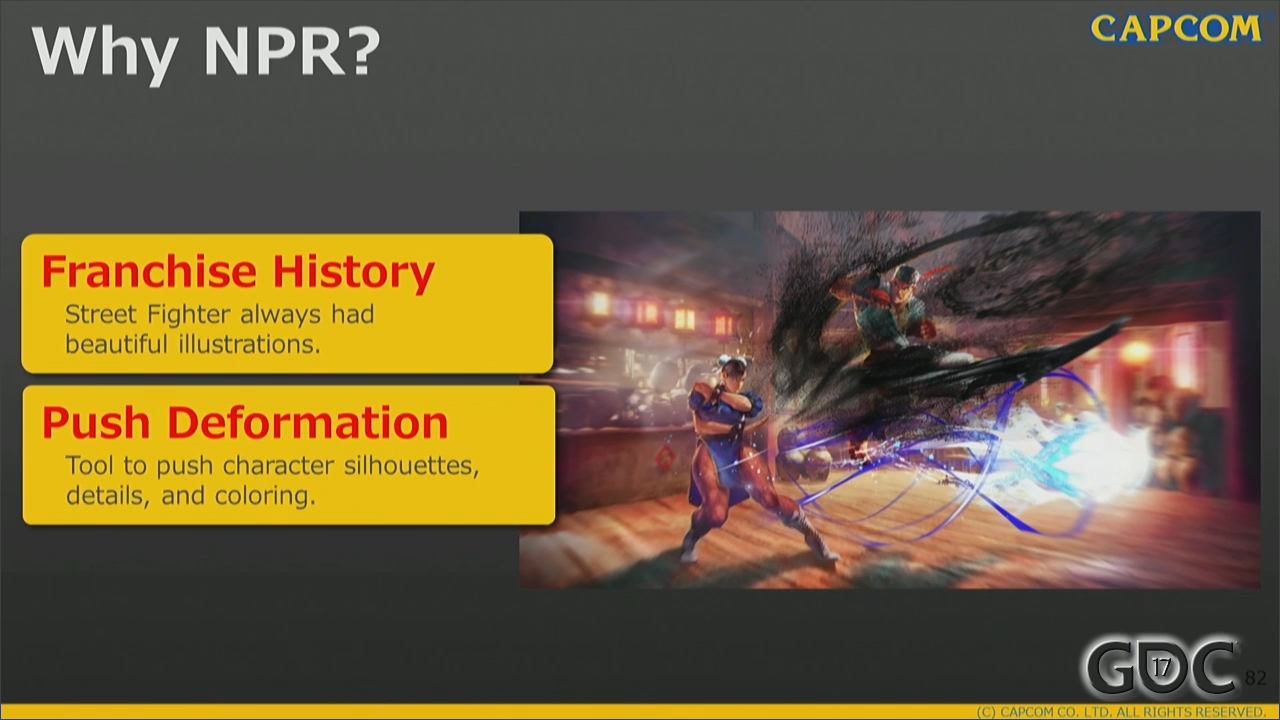 Why NPR?
CAPCOM
Franchise History
Street Fighter always had
beautiful illustrations.
Push Deformation
Tool to push character silhouettes,
details, and coloring.
GDC
17
82
(C) CAPCOM CO. LTD. ALL RIGHTS RESERVED.